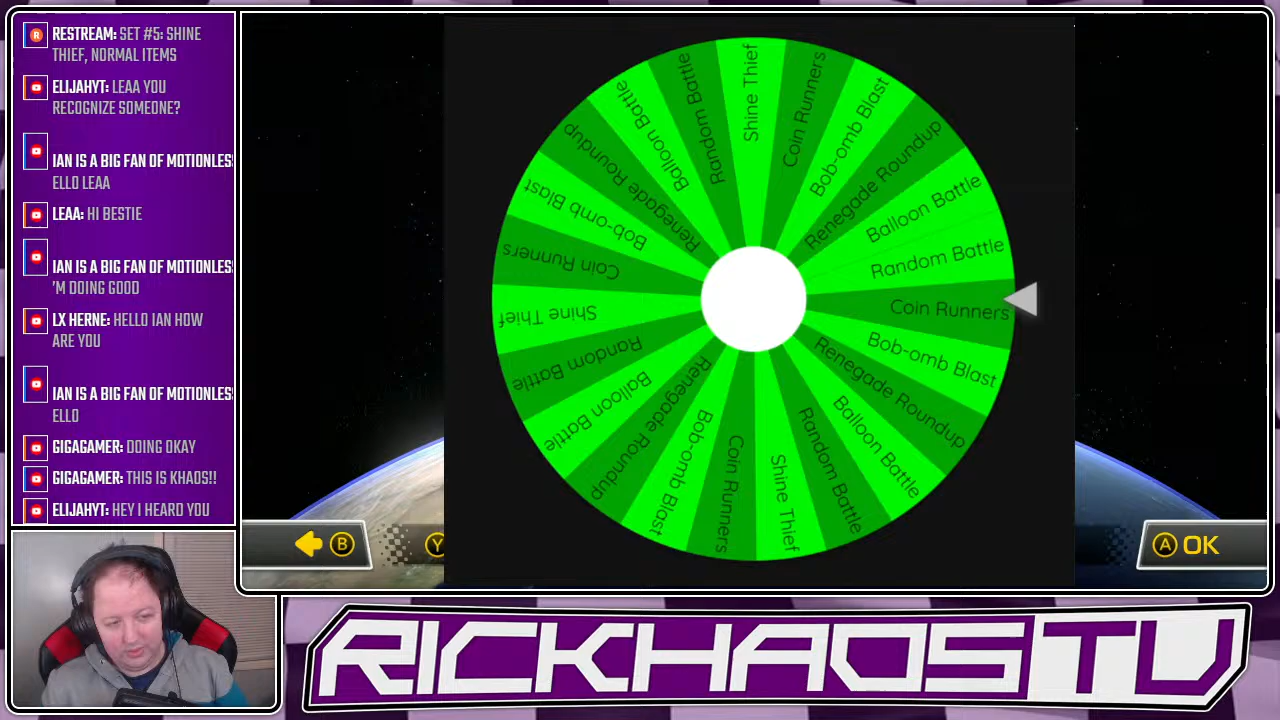 RESTREAM: SET #5: SHINE
THIEF, NORMAL ITEMS
ELIJAHYT: LEAA YOU
RECOGNIZE SOMEONE?
IAN IS A BIG FAN OF MOTIONLES
ELLO LEAA
LEAA: HI BESTIE
IAN IS A BIG FAN OF MOTIONLES
'M DOING GOOD
LX HERNE: HELLO IAN HOW
ARE YOU
IAN IS A BIG FAN OF MOTIONLES
ELLO
GIGAGAMER: DOING OKAY
GIGAGAMER: THIS IS KHAOS!!
ELIJAHYT: HEY I HEARD YOU
Shine Thief
Coin Runners
Bob-omb Blast
Renegade Roundup
Balloon Battle
Random Battle
Coin Runners
Bob-omb Blast
Renegade Roundup
Balloon Battle
Random Battle
Shine Thief
Coin Runners
Bob-omb Blast
Renegade Roundup
Balloon Battle
Random Battle
Shine Thief
Coin Runners
Bob-omb Blast
Renegade Roundup
Balloon Battle
Random Battle
B
Y
A OK
RICKHAOSTV